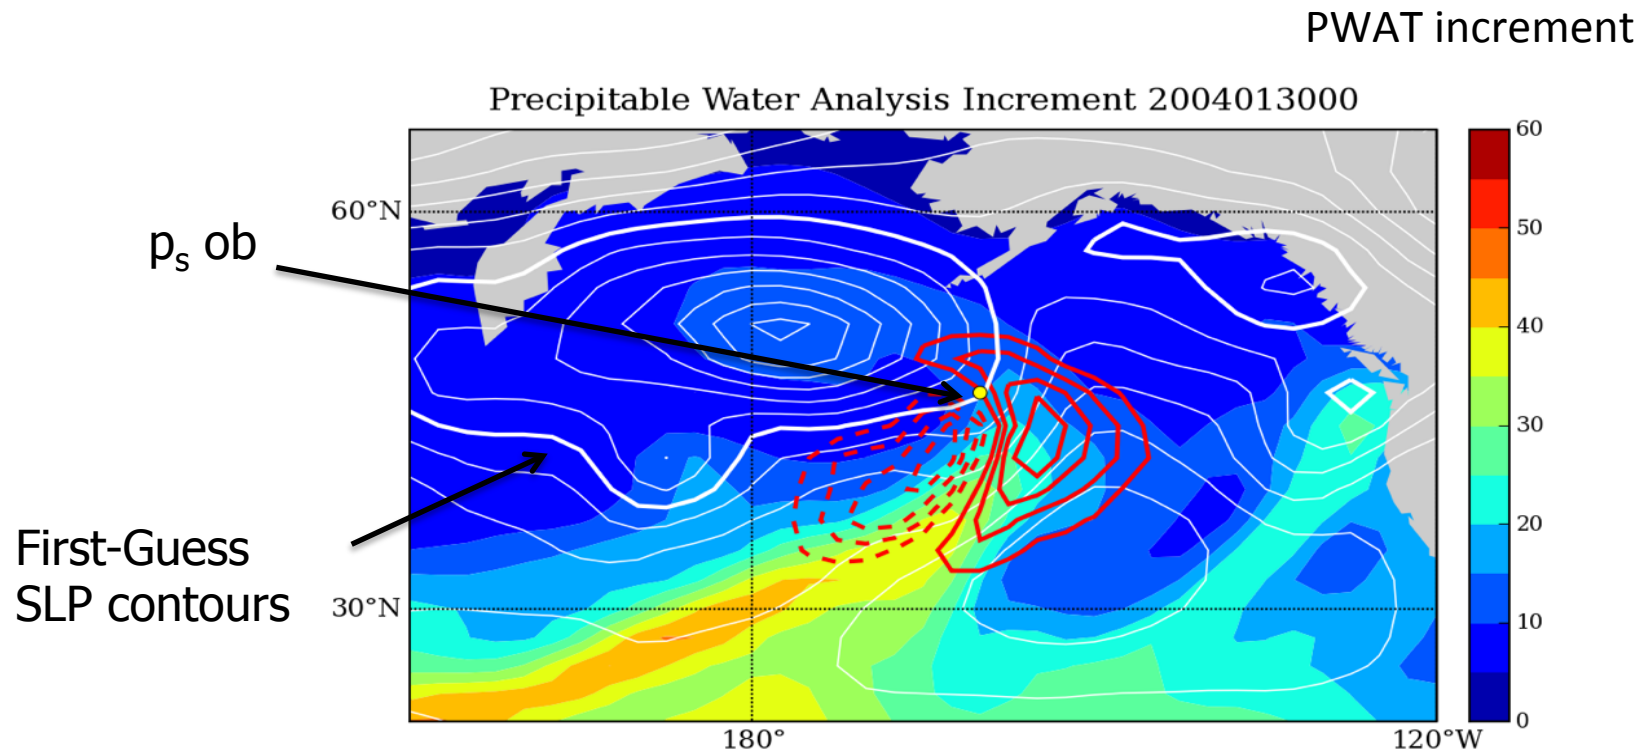 PWAT increment
Precipitable Water Analysis Increment 2004013000
60
60°N
50
pₛ ob
40
30
First-Guess
SLP contours
20
30°N
10
0
180°
120°W